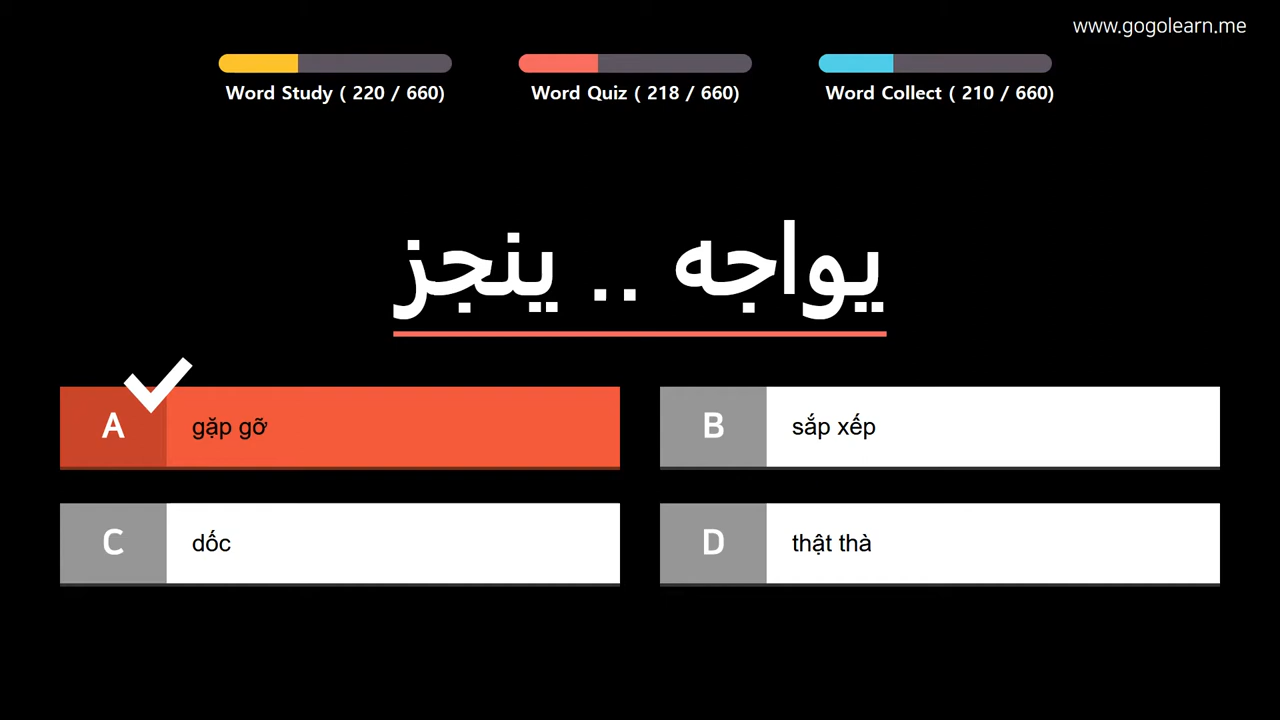 www.gogolearn.me
Word Study ( 220 / 660)
Word Quiz ( 218 / 660)
Word Collect ( 210 / 660)
يواجه .. ينجز
A gặp gỡ
B sắp xếp
C dốc
D thật thà